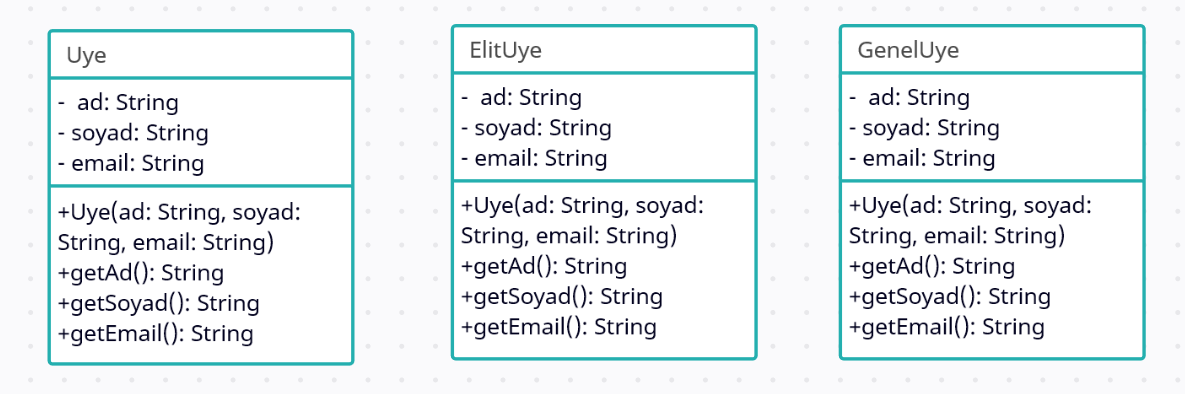 Uye
- ad: String
- soyad: String
- email: String
+Uye(ad: String, soyad:
String, email: String)
+getAd(): String
+getSoyad(): String
+getEmail(): String
ElitUye
- ad: String
- soyad: String
- email: String
+Uye(ad: String, soyad:
String, email: String)
+getAd(): String
+getSoyad(): String
+getEmail(): String
GenelUye
- ad: String
- soyad: String
- email: String
+Uye(ad: String, soyad:
String, email: String)
+getAd(): String
+getSoyad(): String
+getEmail(): String